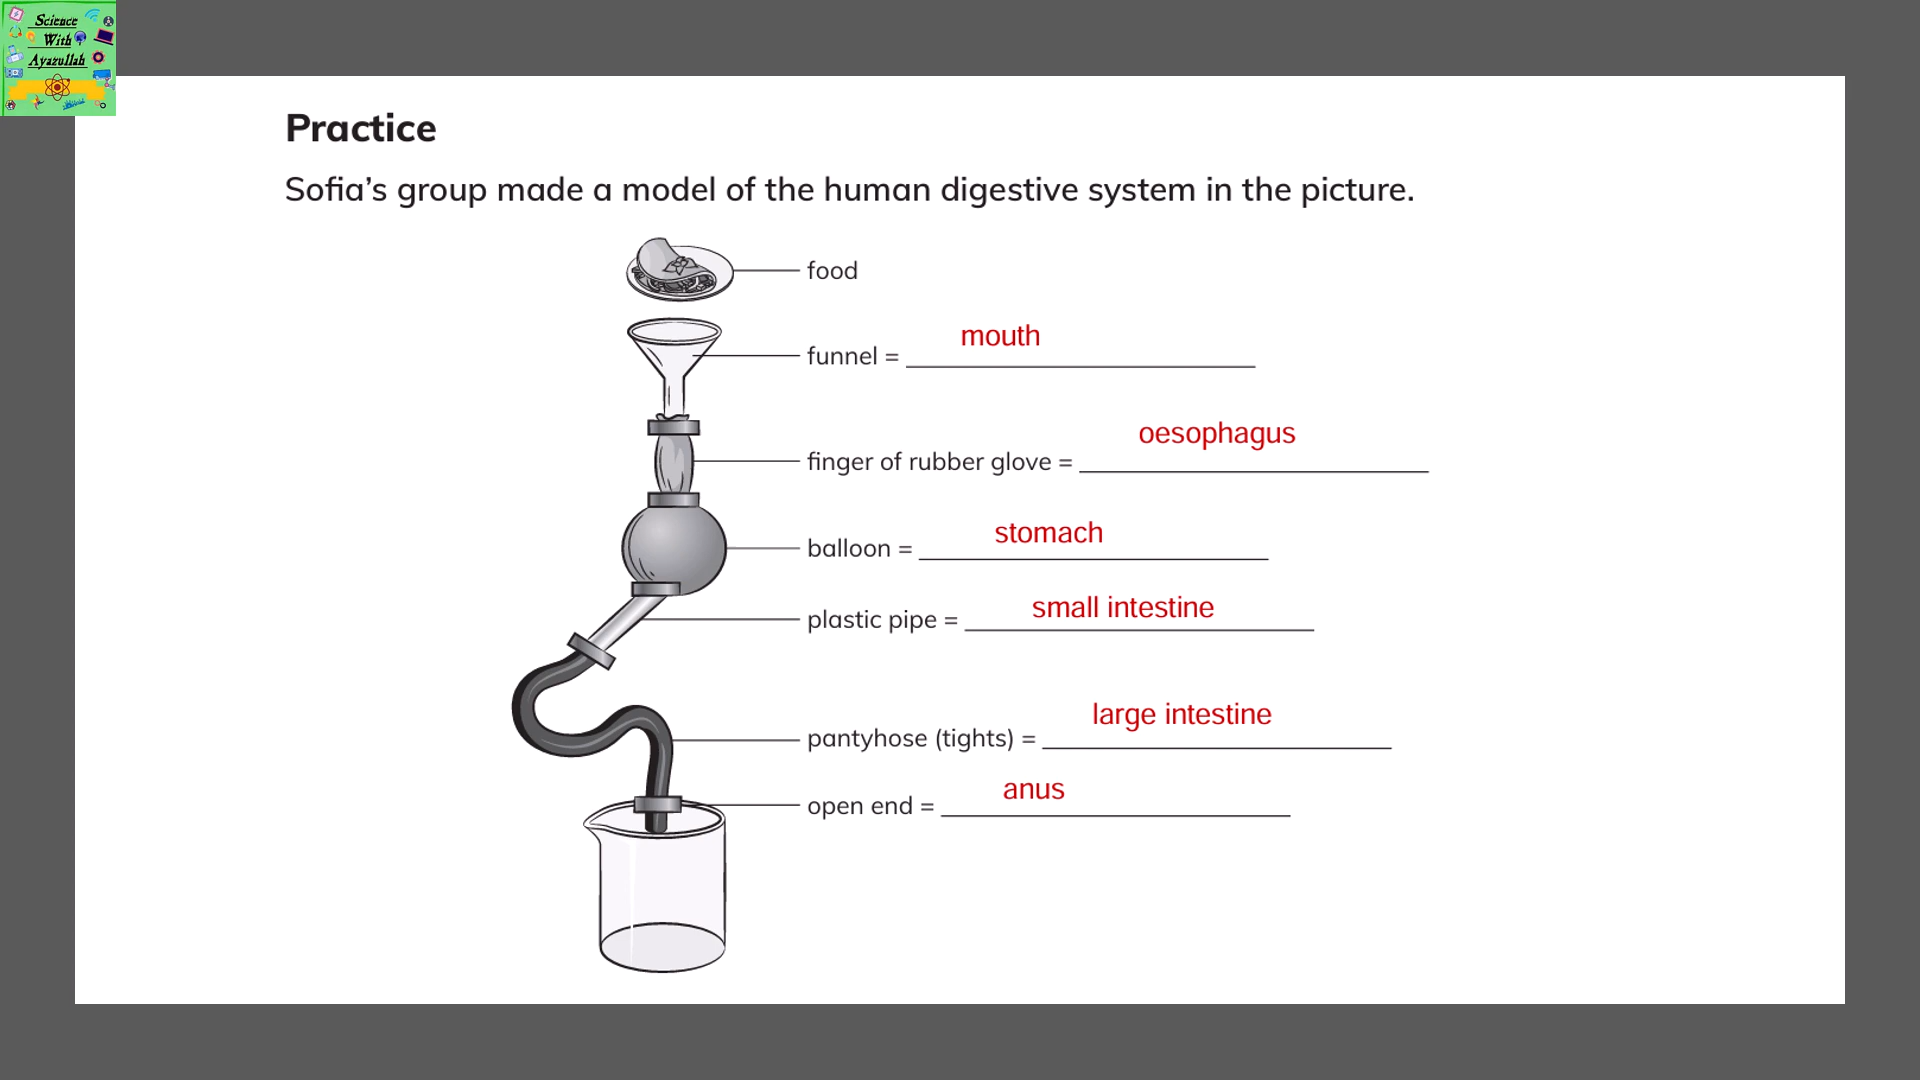 Science
With
Ayazullah
Practice
Sofia's group made a model of the human digestive system in the picture.
food
funnel = mouth
finger of rubber glove = oesophagus
balloon = stomach
plastic pipe = small intestine
pantyhose (tights) = large intestine
open end = anus